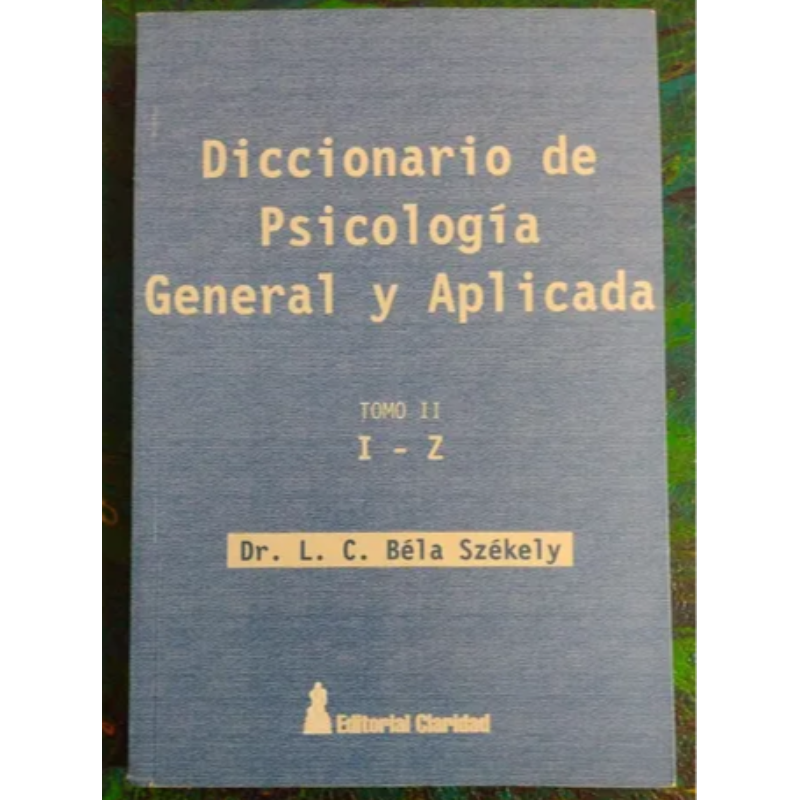 Diccionario de
Psicología
General y Aplicada
TOMO II
I - Z
Dr. L. C. Béla Székely
Editorial Claridad